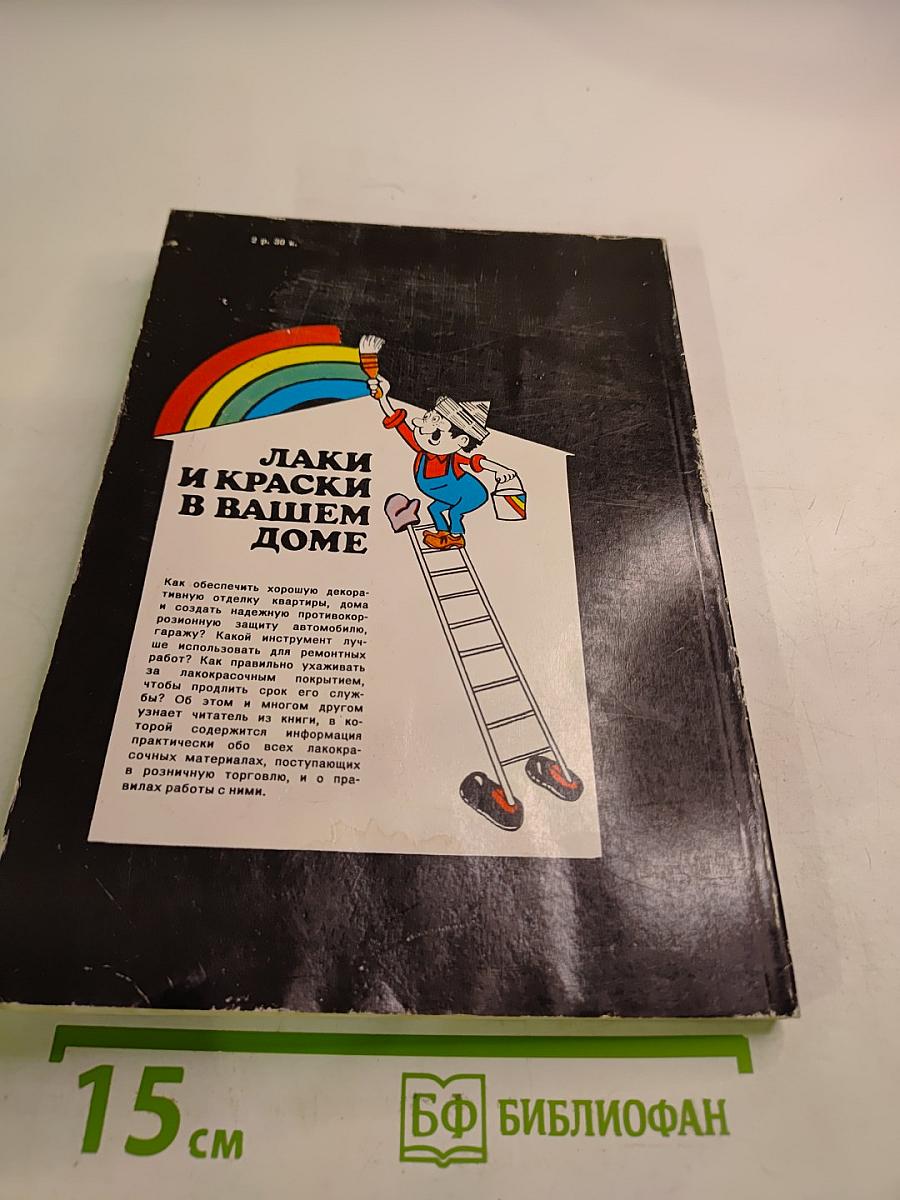 2 р. 30 к.
ЛАКИ
И КРАСКИ
В ВАШЕМ
ДОМЕ
Как обеспечить хорошую декора-
тивную отделку квартиры, дома
и создать надежную противокор-
розионную защиту автомобилю,
гаражу? Какой инструмент луч-
ше использовать для ремонтных
работ? Как правильно ухаживать
за лакокрасочным покрытием,
чтобы продлить срок его служ-
бы? Об этом и многом другом
узнает читатель из книги, в ко-
торой содержится информация
практически обо всех лакокра-
сочных материалах, поступающих
в розничную торговлю, и о пра-
вилах работы с ними.
15 см
БФ БИБЛИОФАН